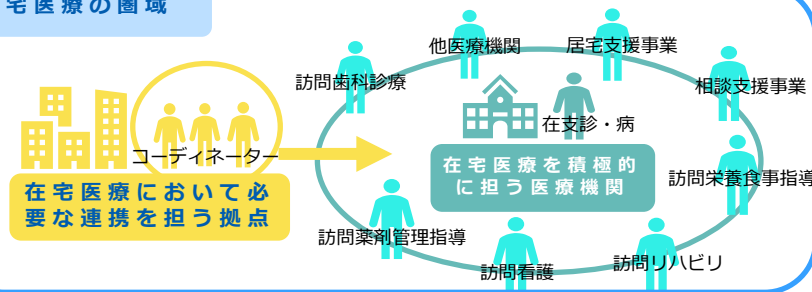 宅医療の圏域
他医療機関
居宅支援事業
訪問歯科診療
相談支援事業
在支診・病
コーディネーター
在宅医療を積極的
に担う医療機関
訪問栄養食事指導
在宅医療において必
要な連携を担う拠点
訪問薬剤管理指導
訪問看護
訪問リハビリ